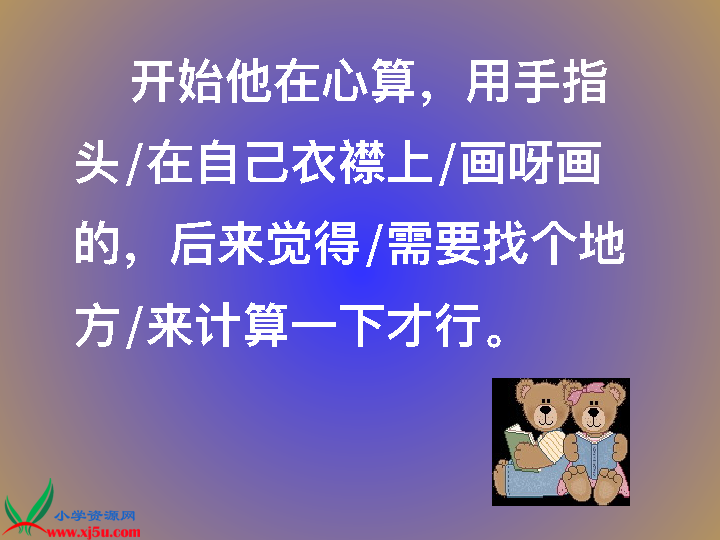 开始他在心算，用手指
头/在自己衣襟上/画呀画
的，后来觉得/需要找个地
方/来计算一下才行。
小学资源网
www.xj5u.com